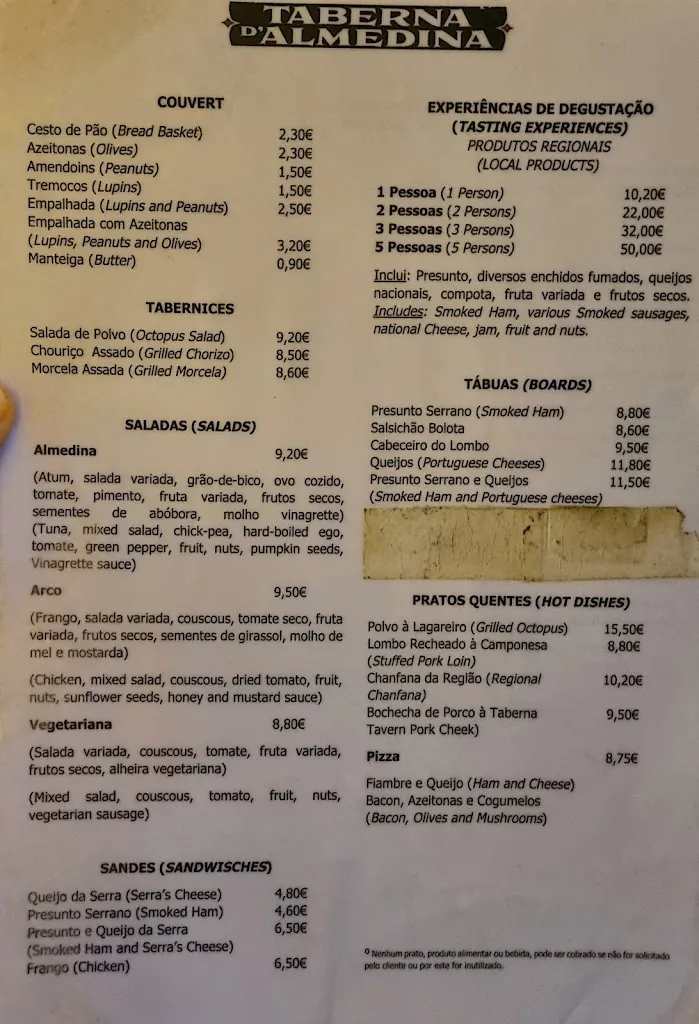 TABERNA
D'ALMEDINA
COUVERT
Cesto de Pão (Bread Basket) 2,30€
Azeitonas (Olives) 2,30€
Amendoins (Peanuts) 1,50€
Tremocos (Lupins) 1,50€
Empalhada (Lupins and Peanuts) 2,50€
Empalhada com Azeitonas
(Lupins, Peanuts and Olives) 3,20€
Manteiga (Butter) 0,90€
TABERNICES
Salada de Polvo (Octopus Salad) 9,20€
Chouriço Assado (Grilled Chorizo) 8,50€
Morcela Assada (Grilled Morcela) 8,60€
SALADAS (SALADS)
Almedina 9,20€
(Atum, salada variada, grão-de-bico, ovo cozido,
tomate, pimento, fruta variada, frutos secos,
sementes de abóbora, molho vinagrette)
(Tuna, mixed salad, chick-pea, hard-boiled ego,
tomate, green pepper, fruit, nuts, pumpkin seeds,
Vinagrette sauce)
Arco 9,50€
(Frango, salada variada, couscous, tomate seco, fruta
variada, frutos secos, sementes de girassol, molho de
mel e mostarda)
(Chicken, mixed salad, couscous, dried tomato, fruit,
nuts, sunflower seeds, honey and mustard sauce)
Vegetariana 8,80€
(Salada variada, couscous, tomate, fruta variada,
frutos secos, alheira vegetariana)
(Mixed salad, couscous, tomato, fruit, nuts,
vegetarian sausage)
SANDES (SANDWISCHES)
Queijo da Serra (Serra's Cheese) 4,80€
Presunto Serrano (Smoked Ham) 4,60€
Presunto e Queijo da Serra 6,50€
(Smoked Ham and Serra's Cheese)
Frango (Chicken) 6,50€
EXPERIÊNCIAS DE DEGUSTAÇÃO
(TASTING EXPERIENCES)
PRODUTOS REGIONAIS
(LOCAL PRODUCTS)
1 Pessoa (1 Person) 10,20€
2 Pessoas (2 Persons) 22,00€
3 Pessoas (3 Persons) 32,00€
5 Pessoas (5 Persons) 50,00€
Inclui: Presunto, diversos enchidos fumados, queijos
nacionais, compota, fruta variada e frutos secos.
Includes: Smoked Ham, various Smoked sausages,
national Cheese, jam, fruit and nuts.
TÁBUAS (BOARDS)
Presunto Serrano (Smoked Ham) 8,80€
Salsichão Bolota 8,60€
Cabeceiro do Lombo 9,50€
Queijos (Portuguese Cheeses) 11,80€
Presunto Serrano e Queijos 11,50€
(Smoked Ham and Portuguese cheeses)
PRATOS QUENTES (HOT DISHES)
Polvo à Lagareiro (Grilled Octopus) 15,50€
Lombo Recheado à Camponesa 8,80€
(Stuffed Pork Loin)
Chanfana da Região (Regional 10,20€
Chanfana)
Bochecha de Porco à Taberna 9,50€
Tavern Pork Cheek)
Pizza 8,75€
Fiambre e Queijo (Ham and Cheese)
Bacon, Azeitonas e Cogumelos
(Bacon, Olives and Mushrooms)
º Nenhum prato, produto alimentar ou bebida, pode ser cobrado se não for solicitado
pelo cliente ou por este for inutilizado.